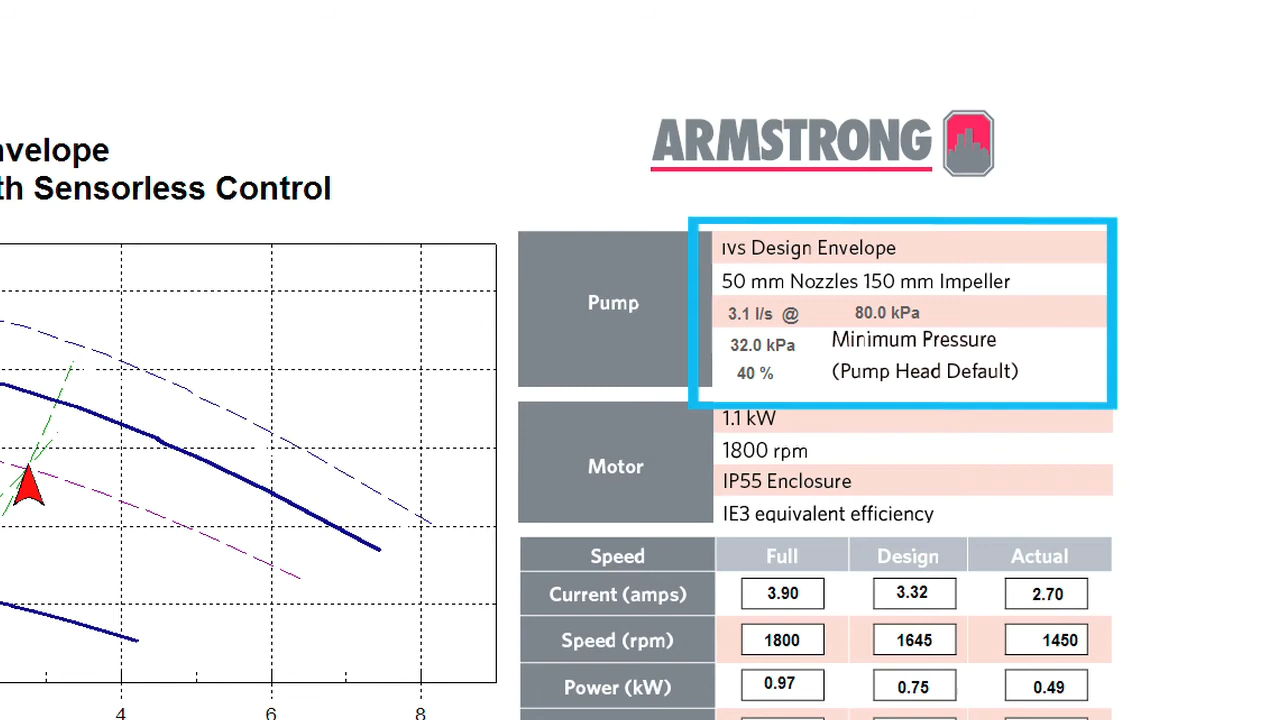 ARMSTRONG
nvelope
th Sensorless Control
4
6
8
Pump
IVS Design Envelope
50 mm Nozzles 150 mm Impeller
3.1 l/s @ 80.0 kPa
32.0 kPa Minimum Pressure
40 % (Pump Head Default)
Motor
1.1 kW
1800 rpm
IP55 Enclosure
IE3 equivalent efficiency
Speed Full Design Actual
Current (amps) 3.90 3.32 2.70
Speed (rpm) 1800 1645 1450
Power (kW) 0.97 0.75 0.49